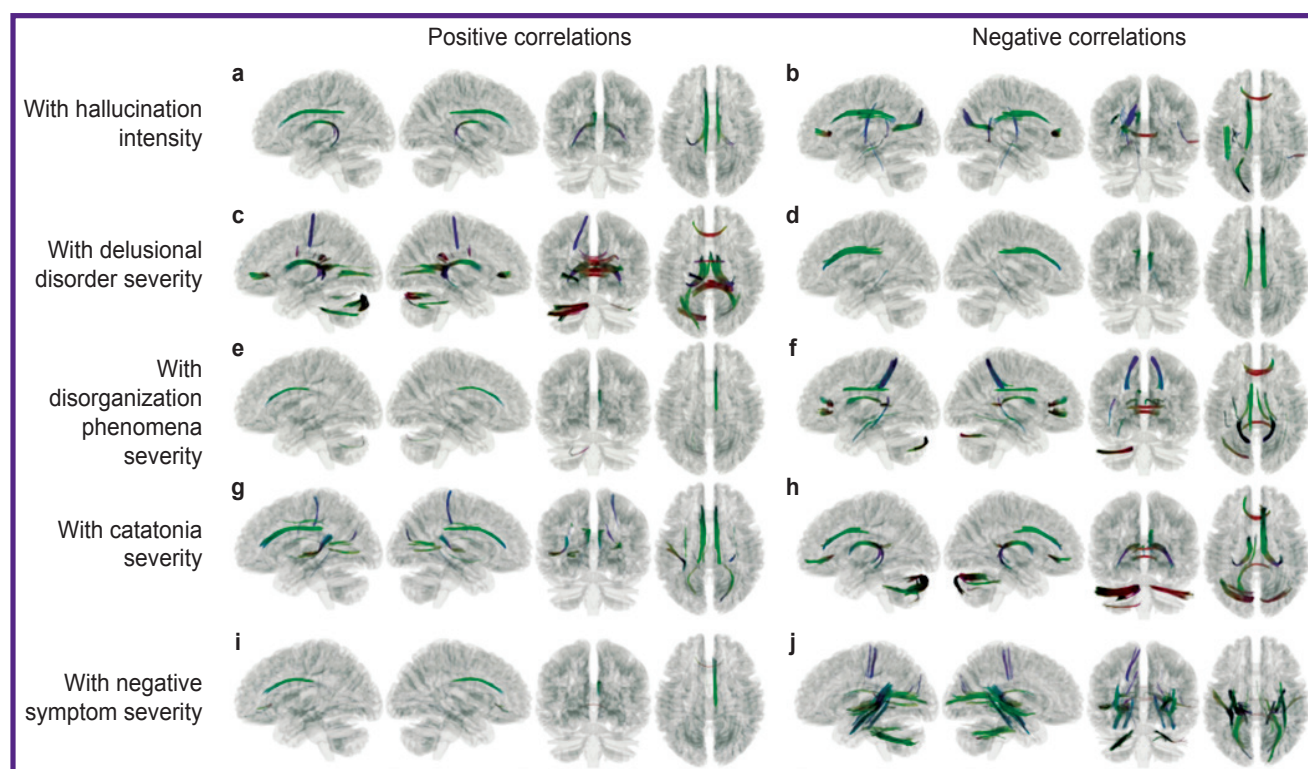 Positive correlations
Negative correlations
With hallucination
intensity
a
b
With delusional
disorder severity
c
d
With
disorganization
phenomena
severity
e
f
With catatonia
severity
g
h
With negative
symptom severity
i
j